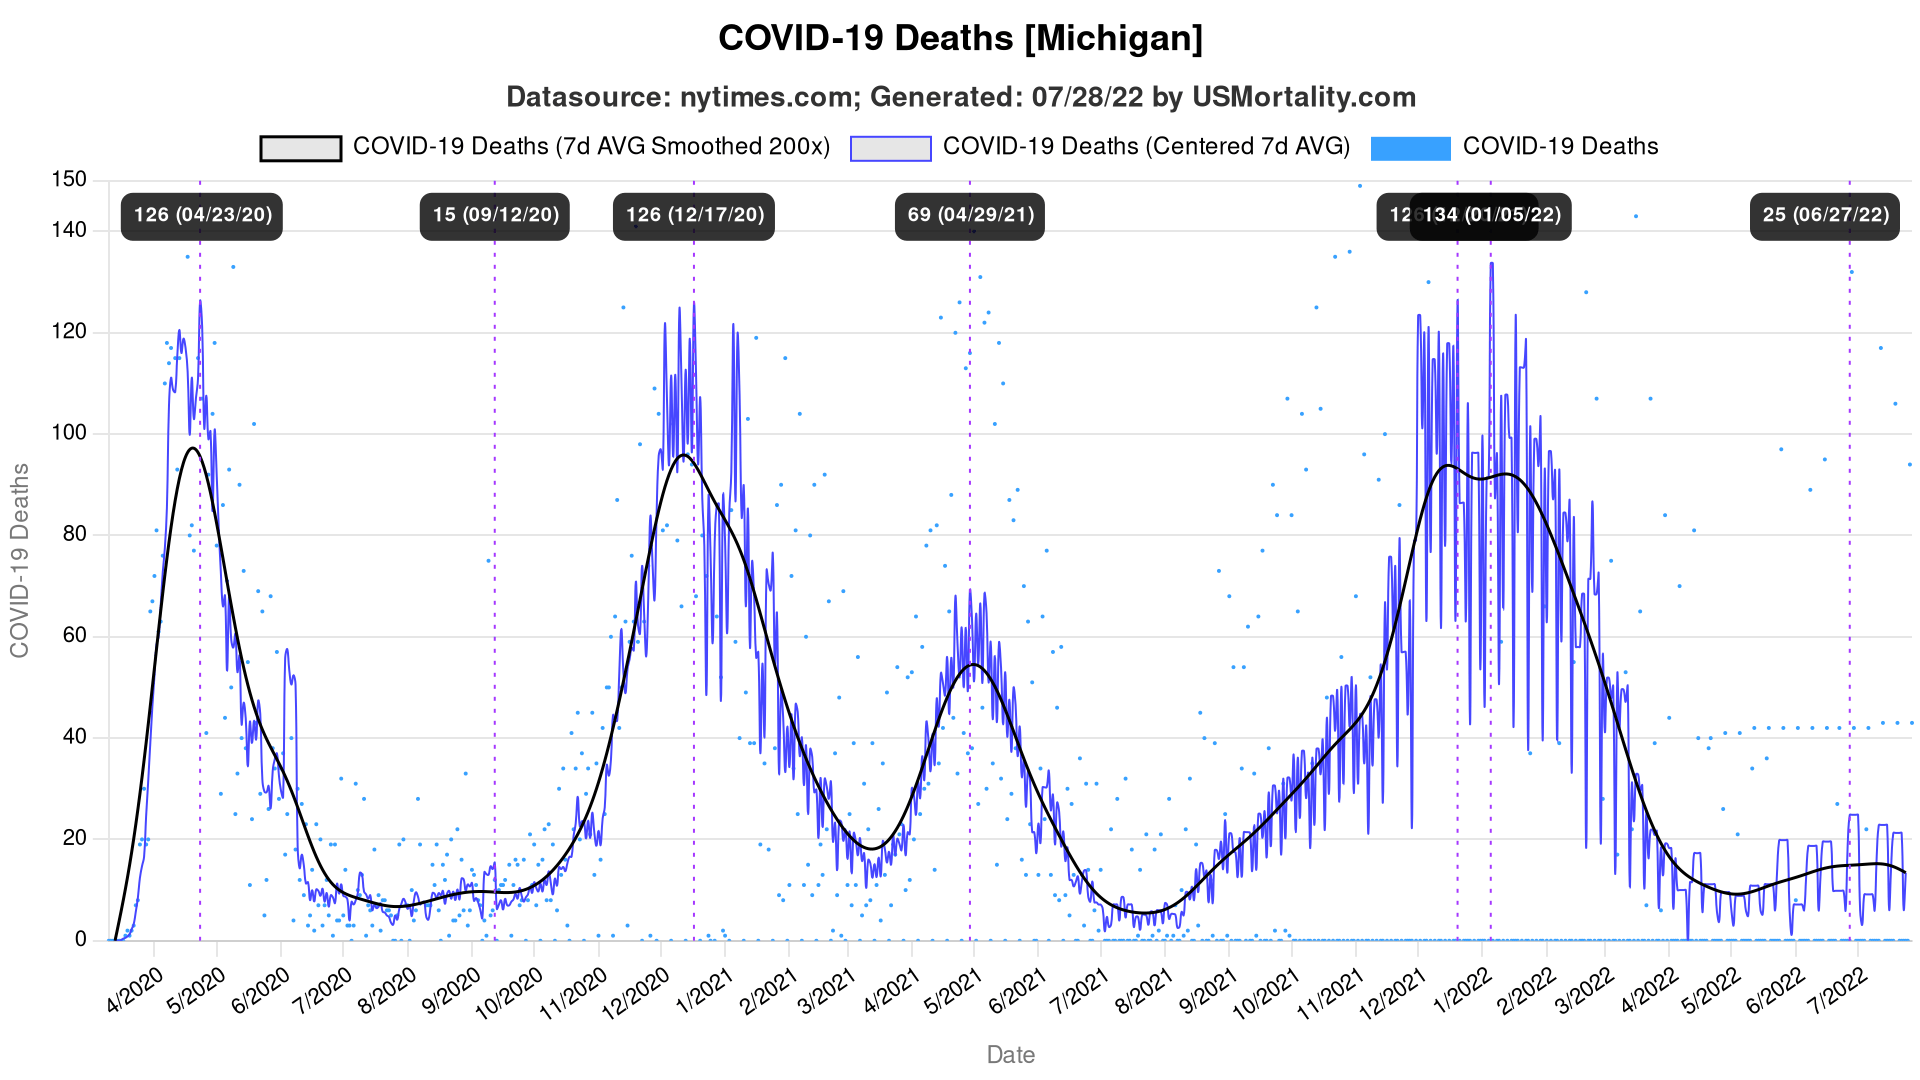 COVID-19 Deaths [Michigan]
Datasource: nytimes.com; Generated: 07/28/22 by USMortality.com
COVID-19 Deaths (7d AVG Smoothed 200x) COVID-19 Deaths (Centered 7d AVG) COVID-19 Deaths
150
126 (04/23/20) 15 (09/12/20) 126 (12/17/20) 69 (04/29/21) 134 (01/05/22) 25 (06/27/22)
140
120
100
80
60
40
20
0
COVID-19 Deaths
4/2020 5/2020 6/2020 7/2020 8/2020 9/2020 10/2020 11/2020 12/2020 1/2021 2/2021 3/2021 4/2021 5/2021 6/2021 7/2021 8/2021 9/2021 10/2021 11/2021 12/2021 1/2022 2/2022 3/2022 4/2022 5/2022 6/2022 7/2022
Date